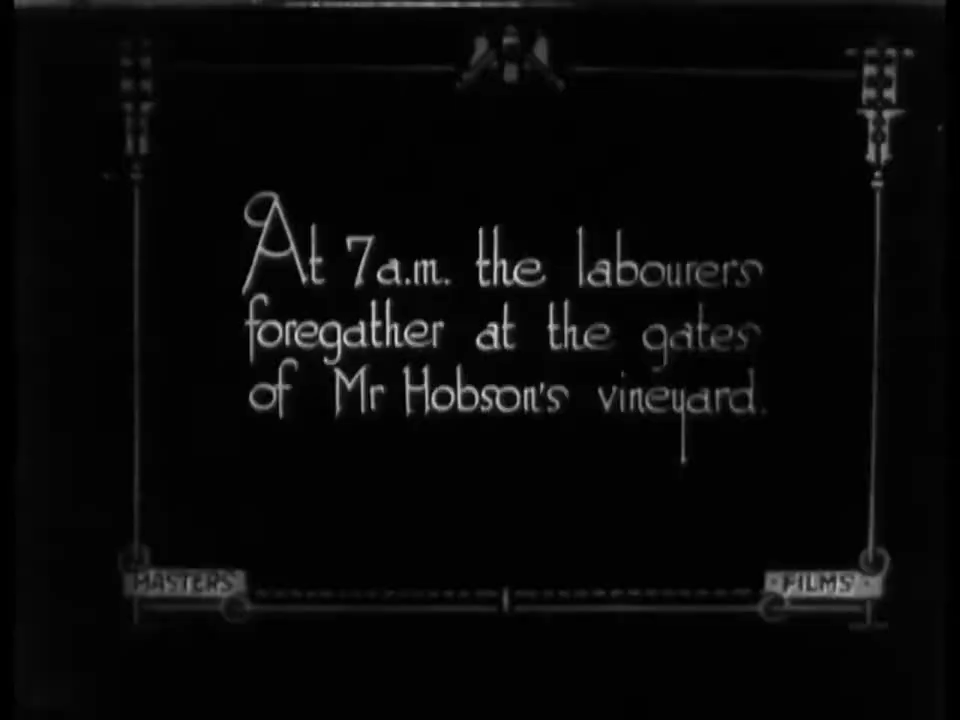 At 7a.m. the labourers
foregather at the gates
of Mr Hobson's vineyard.
MASTERS FILMS